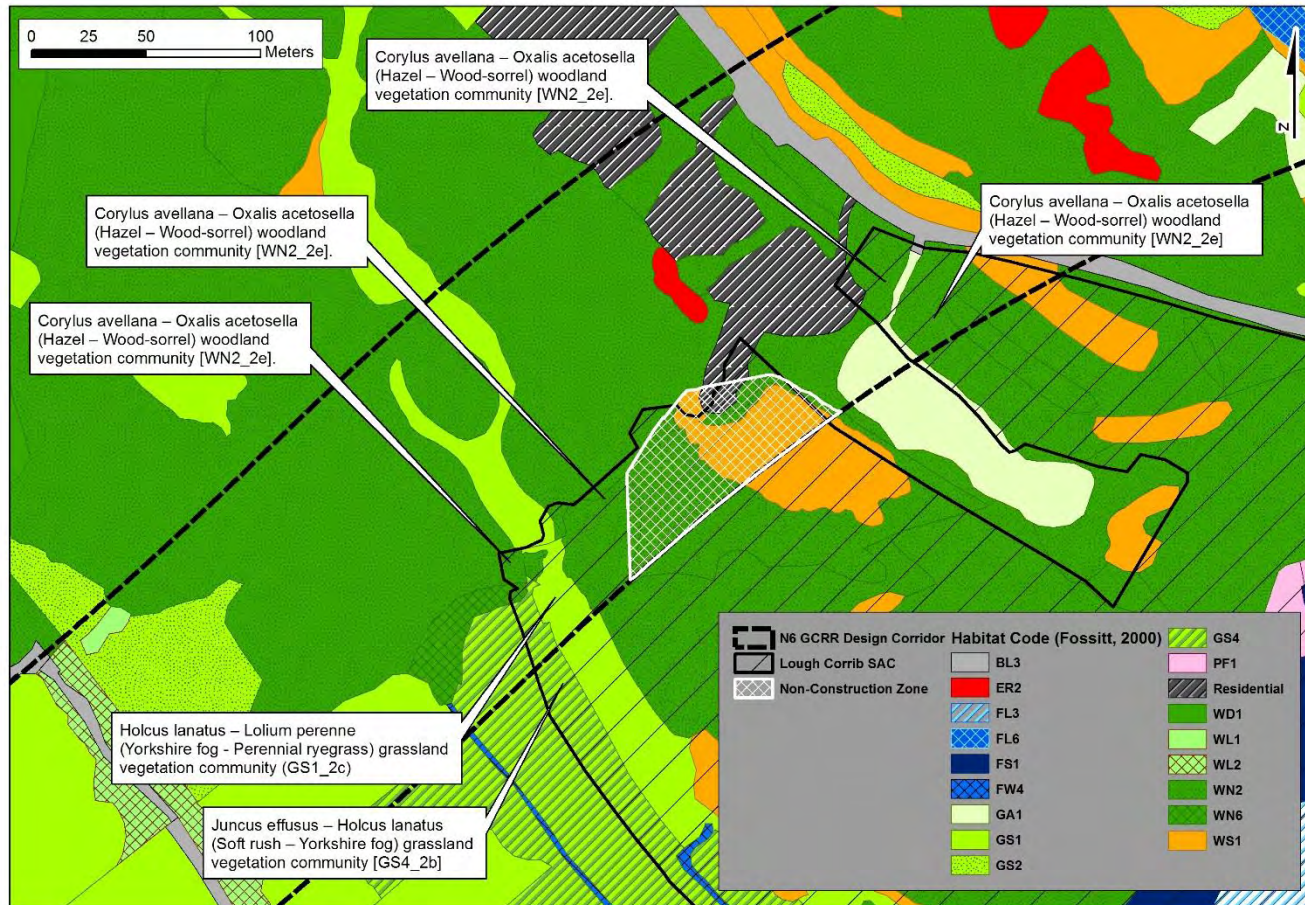 0 25 50 100
Meters
Corylus avellana – Oxalis acetosella
(Hazel – Wood-sorrel) woodland
vegetation community [WN2_2e].
Corylus avellana – Oxalis acetosella
(Hazel – Wood-sorrel) woodland
vegetation community [WN2_2e]
N
Corylus avellana – Oxalis acetosella
(Hazel – Wood-sorrel) woodland
vegetation community [WN2_2e].
Corylus avellana – Oxalis acetosella
(Hazel – Wood-sorrel) woodland
vegetation community [WN2_2e].
Holcus lanatus – Lolium perenne
(Yorkshire fog - Perennial ryegrass) grassland
vegetation community (GS1_2c)
Juncus effusus – Holcus lanatus
(Soft rush – Yorkshire fog) grassland
vegetation community [GS4_2b]
N6 GCRR Design Corridor
Lough Corrib SAC
Non-Construction Zone
Habitat Code (Fossitt, 2000)
BL3
ER2
FL3
FL6
FS1
FW4
GA1
GS1
GS2
GS4
PF1
Residential
WD1
WL1
WL2
WN2
WN6
WS1